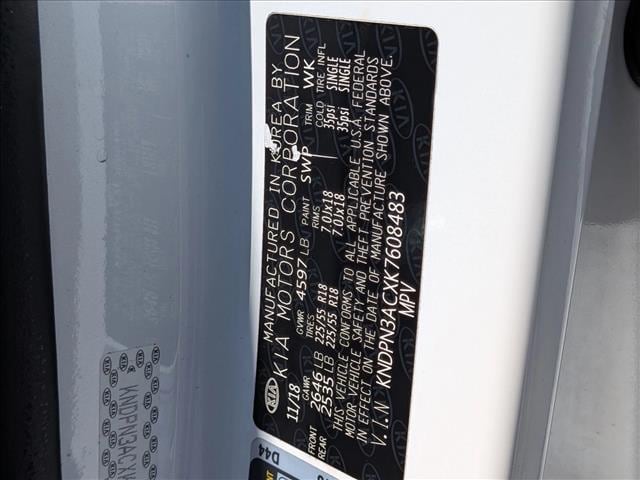 KIA
MANUFACTURED IN KOREA BY
KIA MOTORS CORPORATION
11/18 GVWR 4597 LB PAINT SWP TRIM WK
GAWR TIRES RIMS COLD TIRE INFL
FRONT 2646 LB 225/55 R18 7.0Jx18 35psi SINGLE
REAR 2535 LB 225/55 R18 7.0Jx18 35psi SINGLE
THIS VEHICLE CONFORMS TO ALL APPLICABLE U.S.A. FEDERAL
MOTOR VEHICLE SAFETY AND THEFT PREVENTION STANDARDS
IN EFFECT ON THE DATE OF MANUFACTURE SHOWN ABOVE.
V.I.N KNDPN3ACXK7608483
MPV
D44
KNDPN3ACXK